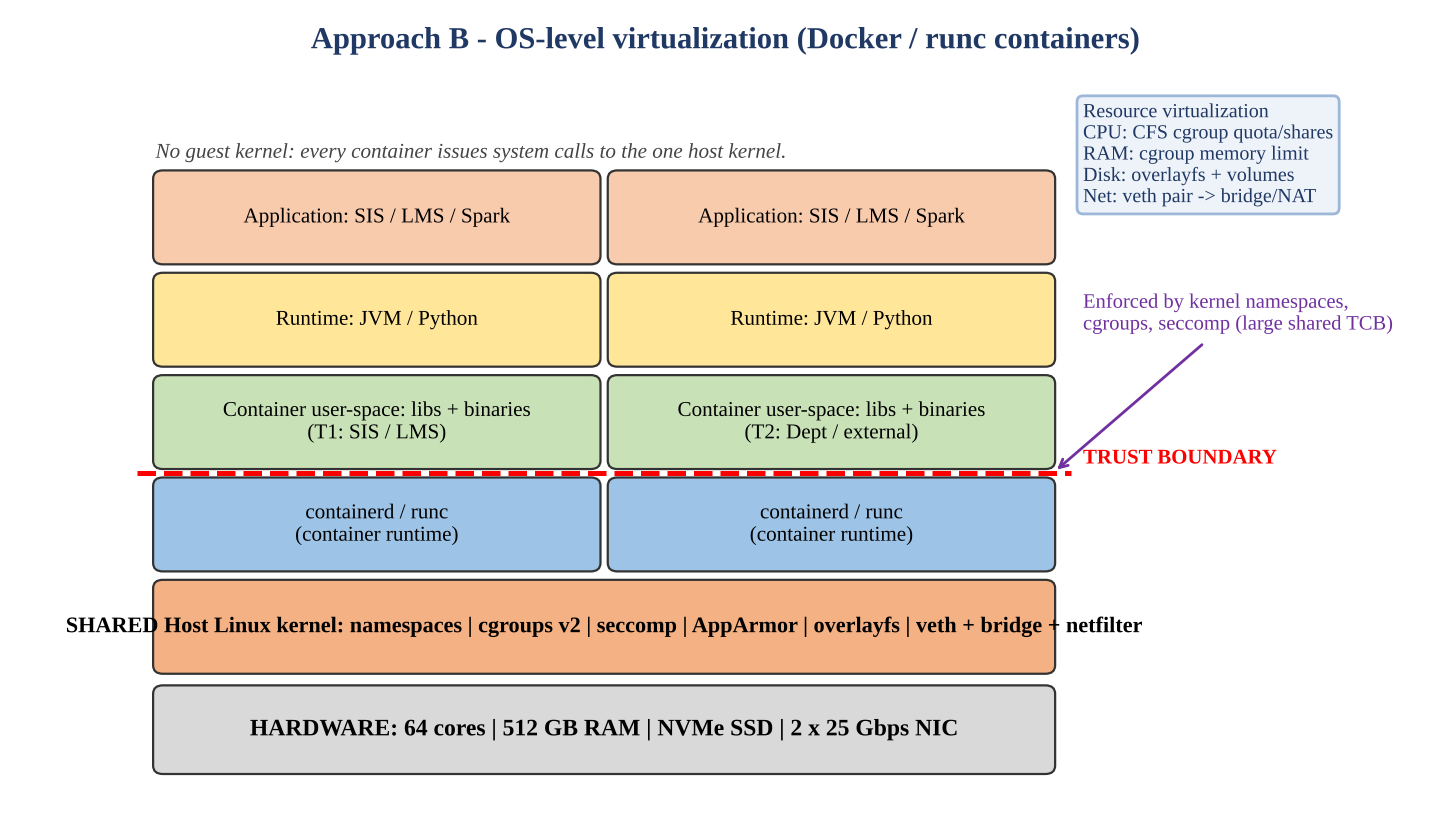 Approach B - OS-level virtualization (Docker / runc containers)
Resource virtualization
CPU: CFS cgroup quota/shares
RAM: cgroup memory limit
Disk: overlayfs + volumes
Net: veth pair -> bridge/NAT
No guest kernel: every container issues system calls to the one host kernel.
Application: SIS / LMS / Spark
Application: SIS / LMS / Spark
Runtime: JVM / Python
Runtime: JVM / Python
Enforced by kernel namespaces,
cgroups, seccomp (large shared TCB)
Container user-space: libs + binaries
(T1: SIS / LMS)
Container user-space: libs + binaries
(T2: Dept / external)
TRUST BOUNDARY
containerd / runc
(container runtime)
containerd / runc
(container runtime)
SHARED Host Linux kernel: namespaces | cgroups v2 | seccomp | AppArmor | overlayfs | veth + bridge + netfilter
HARDWARE: 64 cores | 512 GB RAM | NVMe SSD | 2 x 25 Gbps NIC